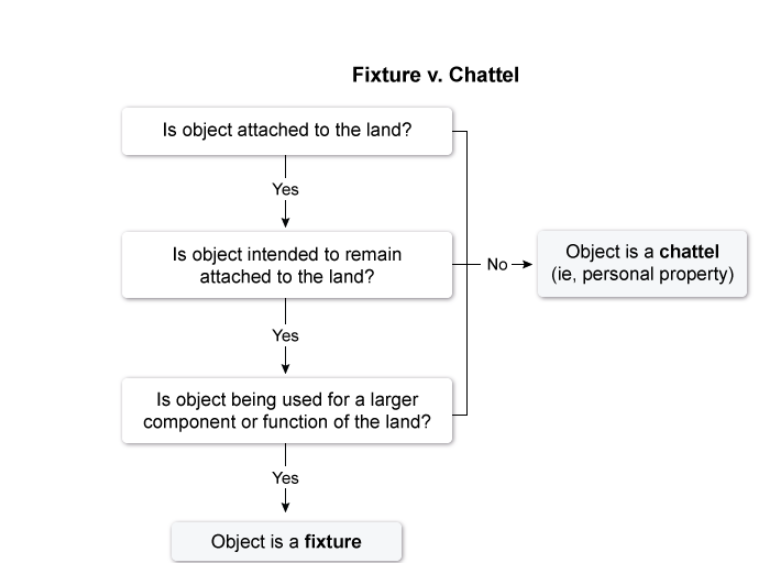 Fixture v. Chattel
Is object attached to the land?
Yes
Is object intended to remain
attached to the land?
No
Object is a chattel
(ie, personal property)
Yes
Is object being used for a larger
component or function of the land?
Yes
Object is a fixture